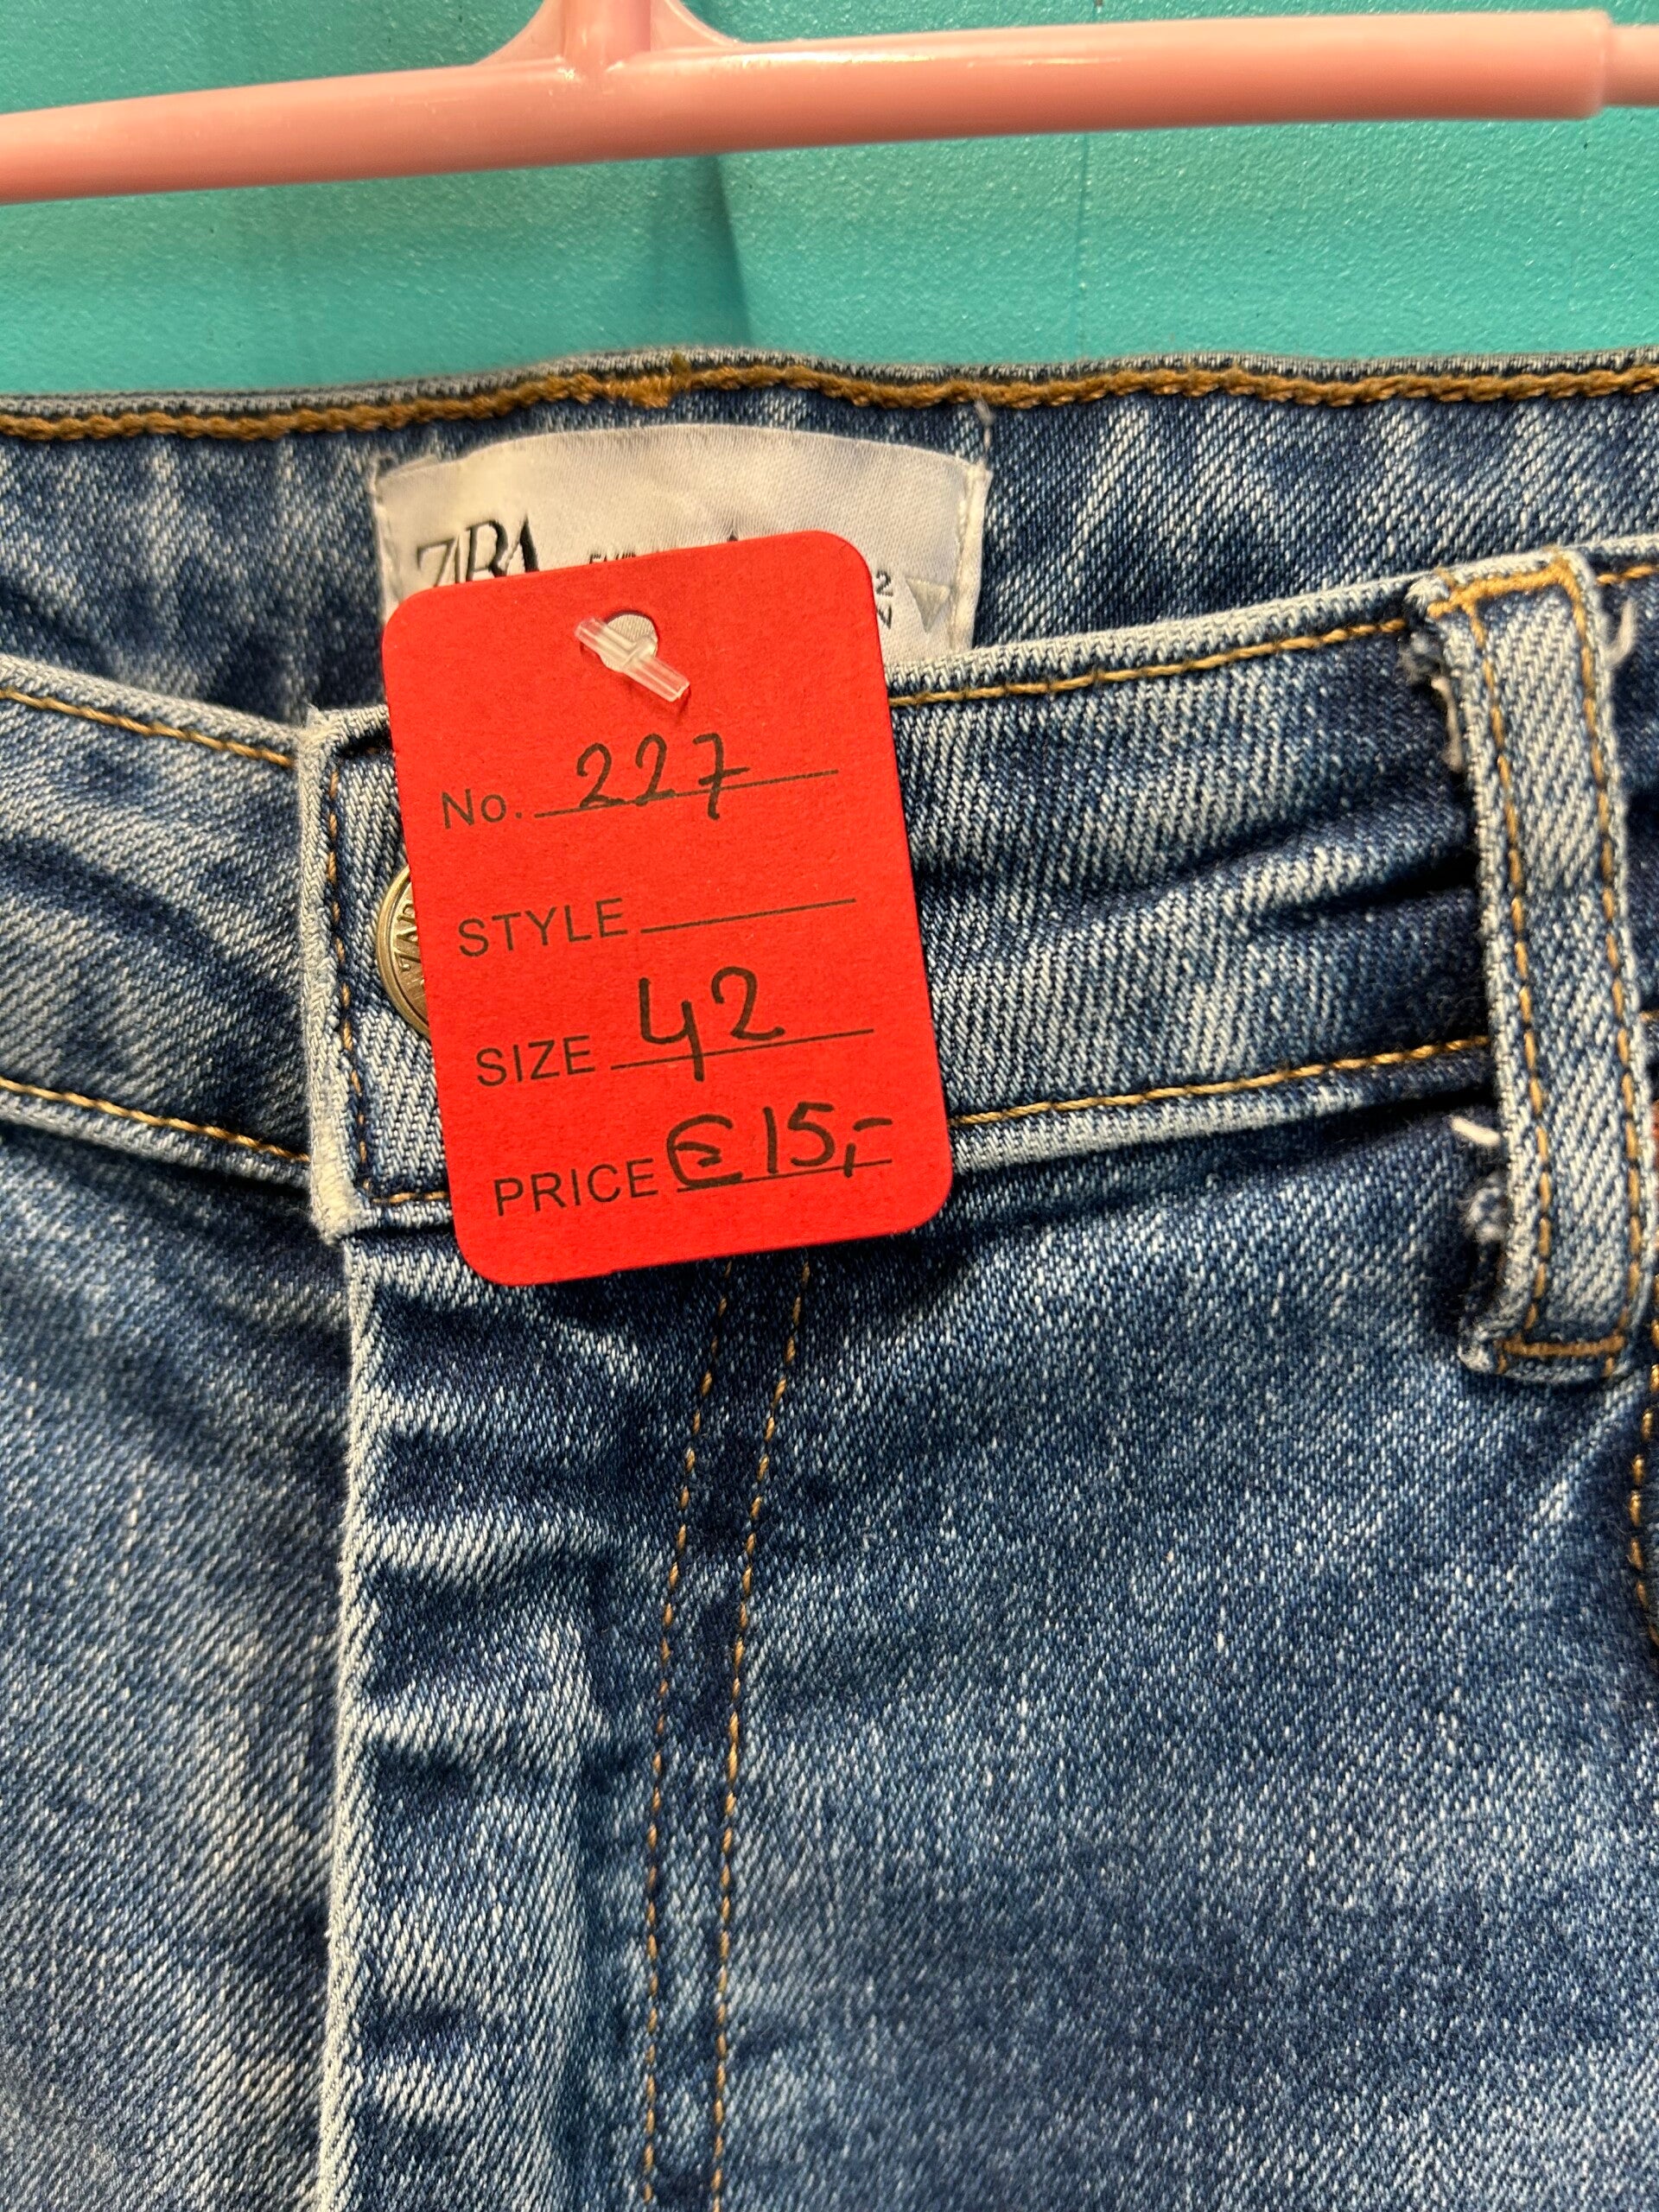 ZARA
No. 227
STYLE
SIZE 42
PRICE €15,-